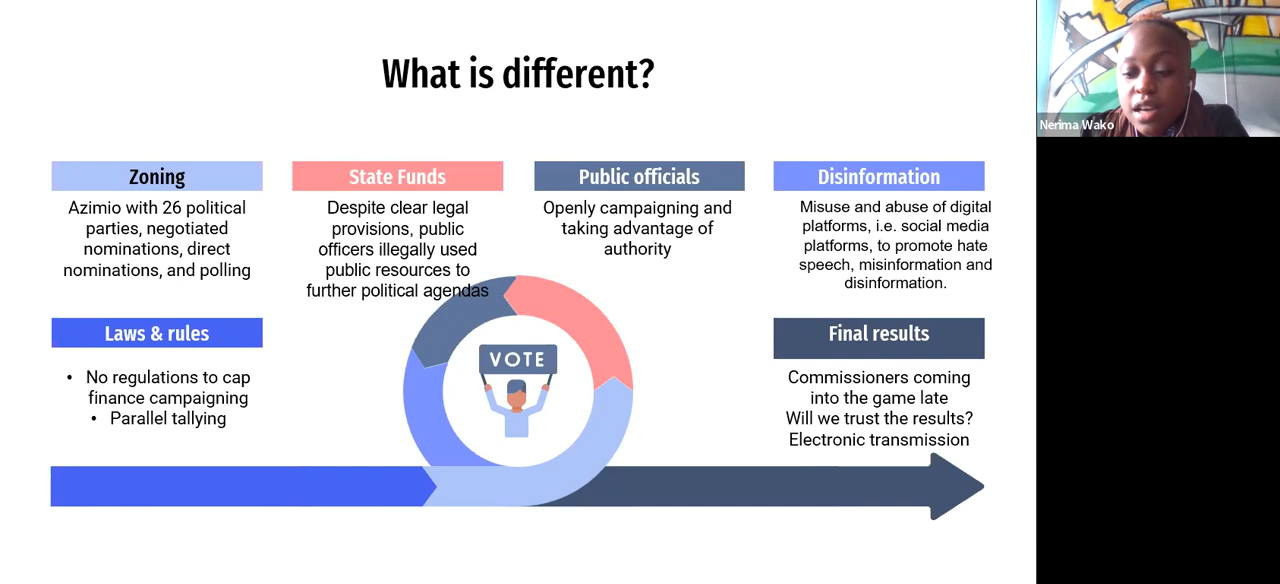 What is different?
Zoning
Azimio with 26 political
parties, negotiated
nominations, direct
nominations, and polling
State Funds
Despite clear legal
provisions, public
officers illegally used
public resources to
further political agendas
Public officials
Openly campaigning and
taking advantage of
authority
Disinformation
Misuse and abuse of digital
platforms, i.e. social media
platforms, to promote hate
speech, misinformation and
disinformation.
Laws & rules
• No regulations to cap
finance campaigning
• Parallel tallying
VOTE
Final results
Commissioners coming
into the game late
Will we trust the results?
Electronic transmission
Nerima Wako